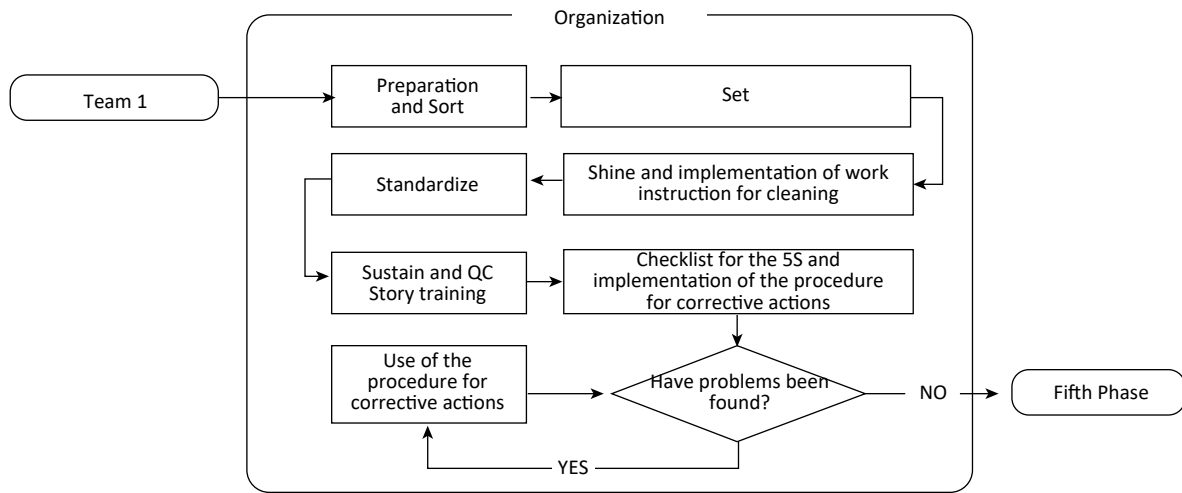 Organization
Team 1
Preparation
and Sort
Set
Shine and implementation of work
instruction for cleaning
Standardize
Sustain and QC
Story training
Checklist for the 5S and
implementation of the procedure
for corrective actions
Use of the
procedure for
corrective actions
Have problems been
found?
NO
Fifth Phase
YES